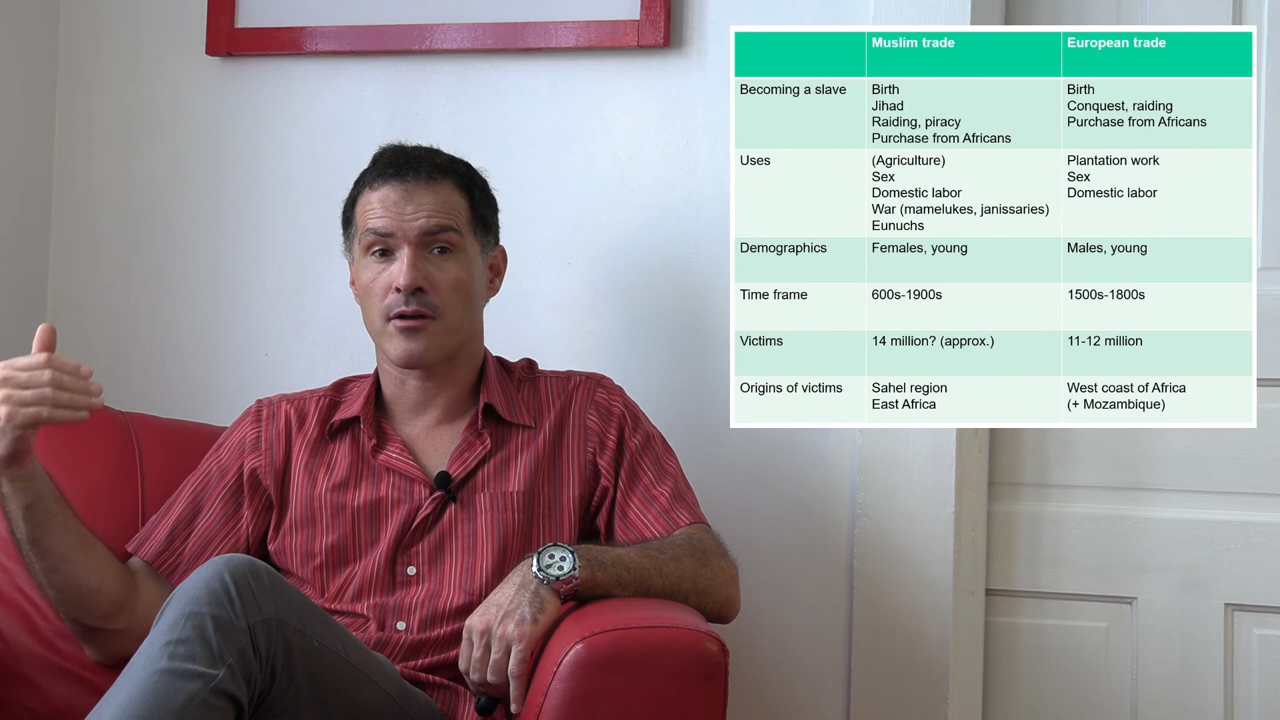 Muslim trade European trade
Becoming a slave Birth Birth
Jihad Conquest, raiding
Raiding, piracy Purchase from Africans
Purchase from Africans
Uses (Agriculture) Plantation work
Sex Sex
Domestic labor Domestic labor
War (mamelukes, janissaries)
Eunuchs
Demographics Females, young Males, young
Time frame 600s-1900s 1500s-1800s
Victims 14 million? (approx.) 11-12 million
Origins of victims Sahel region West coast of Africa
East Africa (+ Mozambique)